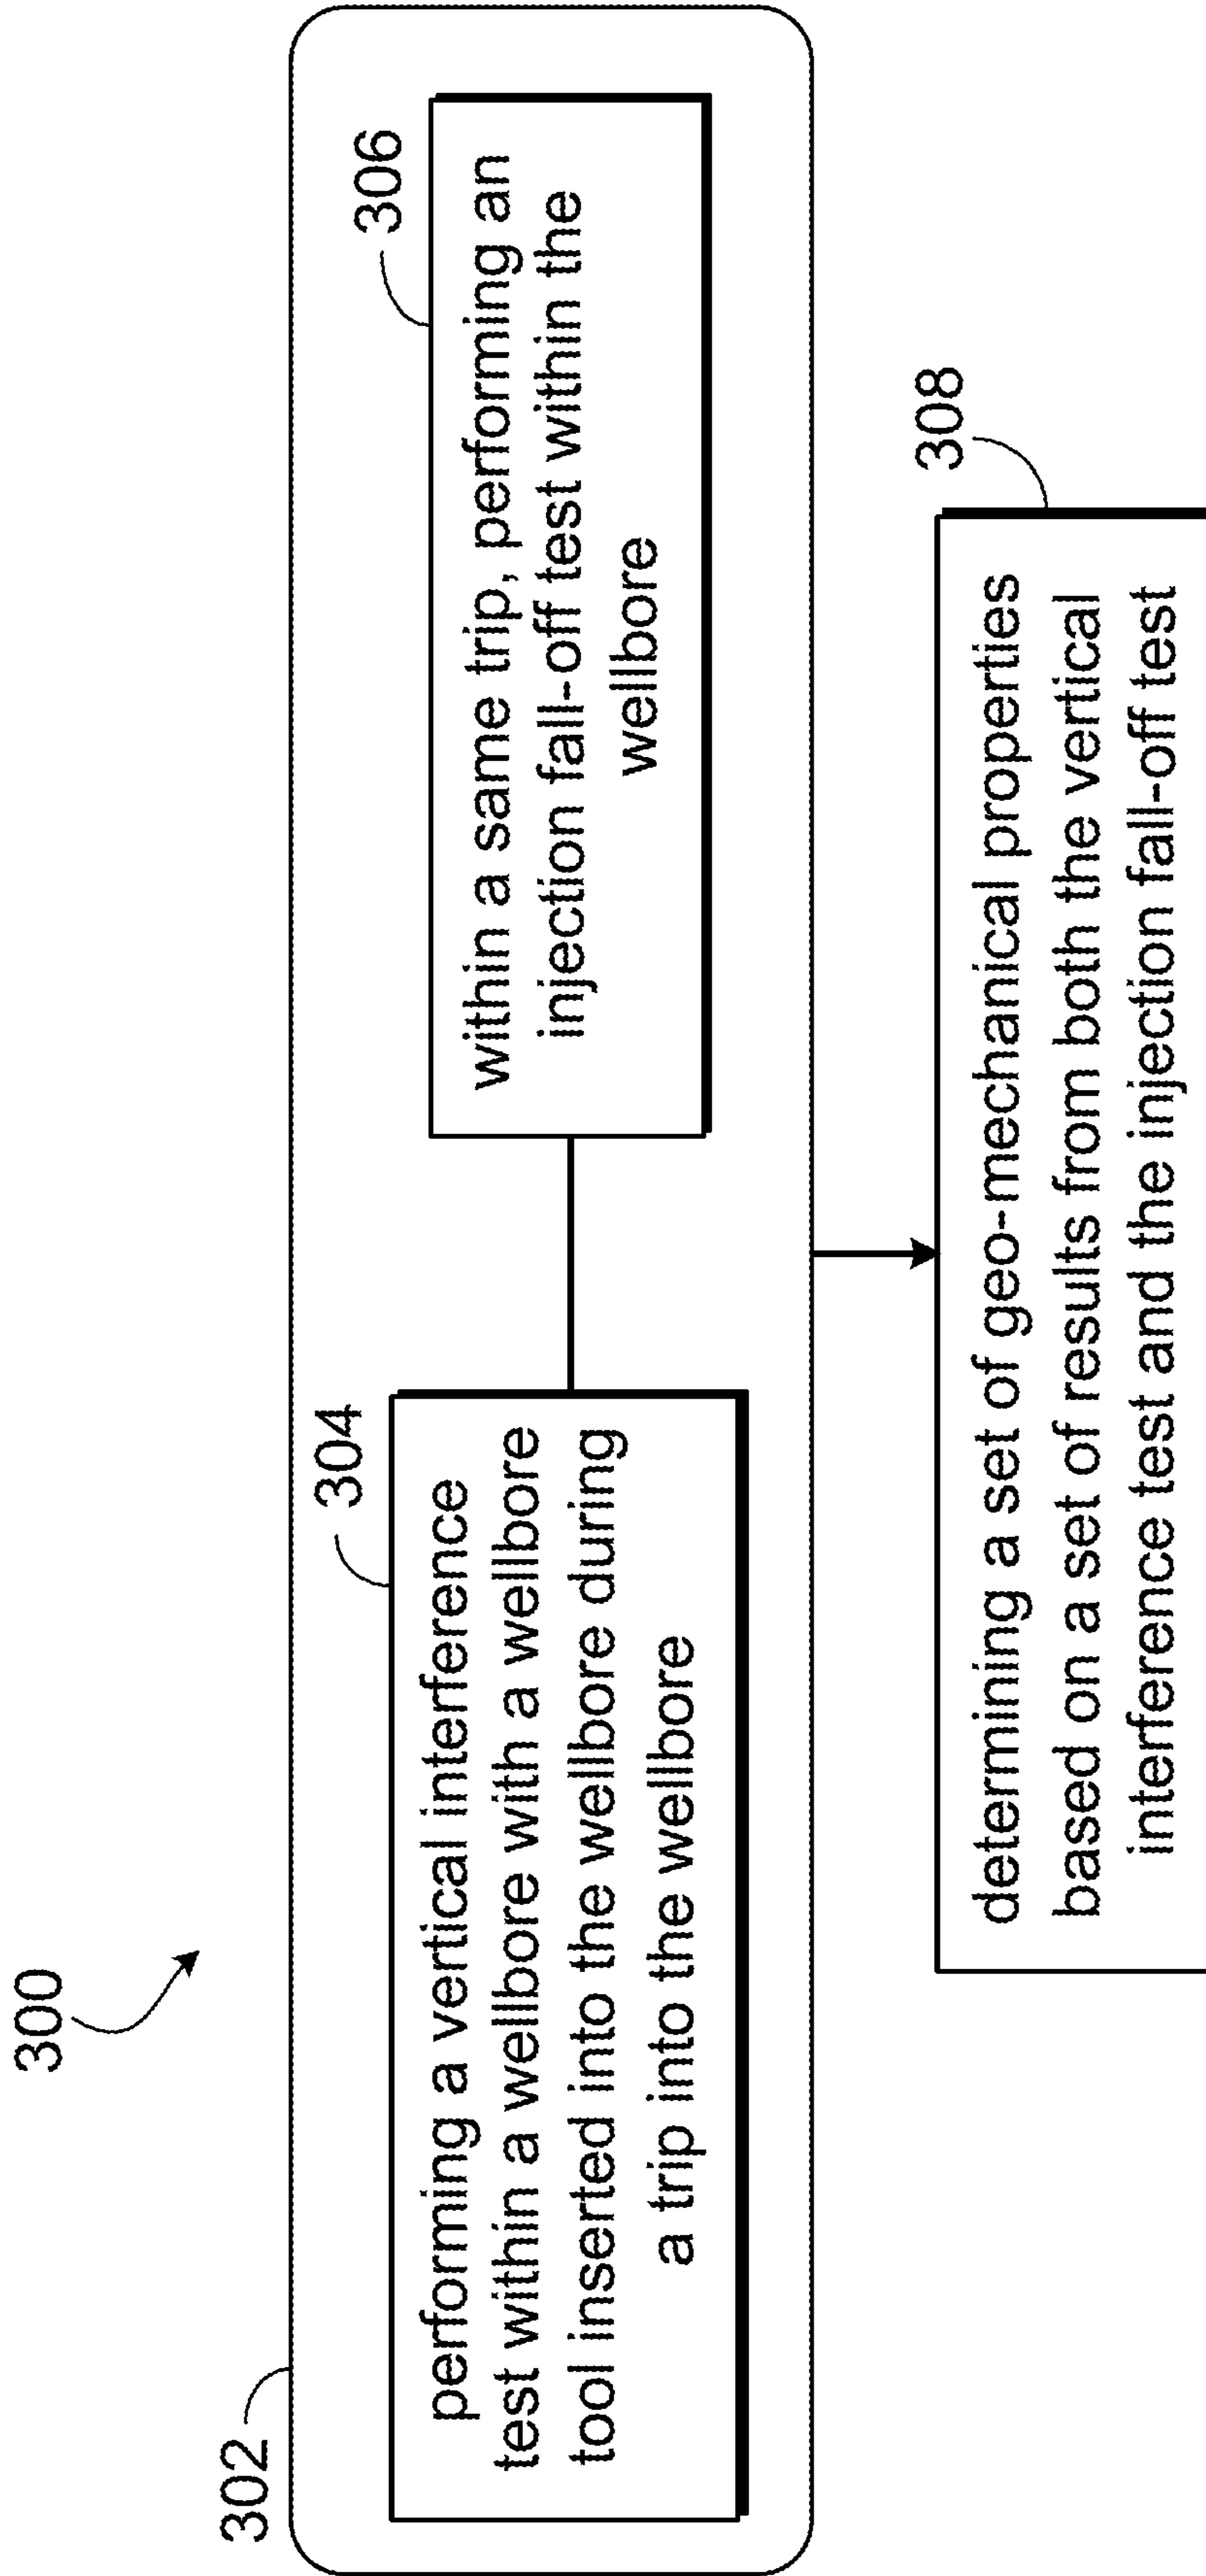 300
302
304
performing a vertical interference
test within a wellbore with a wellbore
tool inserted into the wellbore during
a trip into the wellbore
306
within a same trip, performing an
injection fall-off test within the
wellbore
308
determining a set of geo-mechanical properties
based on a set of results from both the vertical
interference test and the injection fall-off test